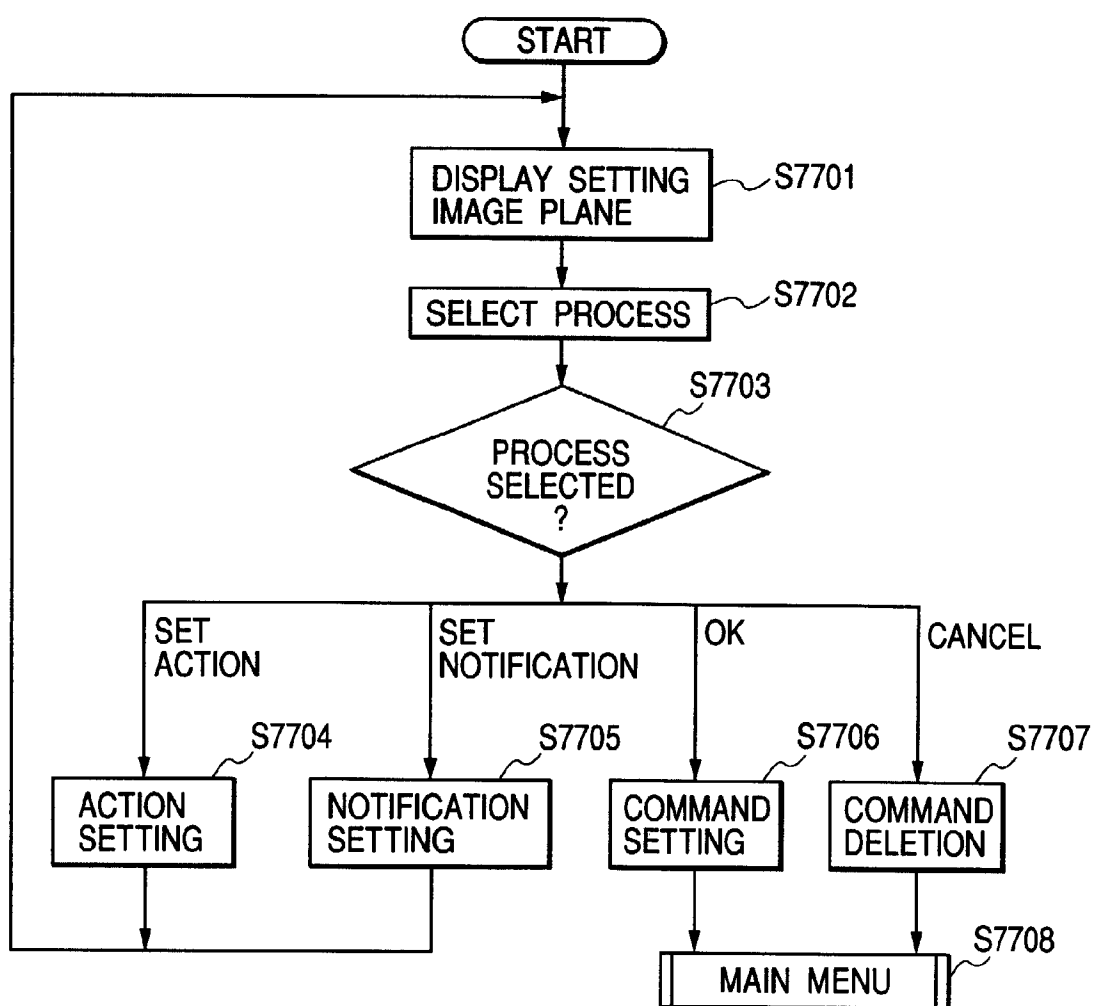 START
DISPLAY SETTING
IMAGE PLANE
S7701
SELECT PROCESS
S7702
S7703
PROCESS
SELECTED
?
SET
ACTION
SET
NOTIFICATION
OK
CANCEL
S7704
S7705
S7706
S7707
ACTION
SETTING
NOTIFICATION
SETTING
COMMAND
SETTING
COMMAND
DELETION
S7708
MAIN MENU